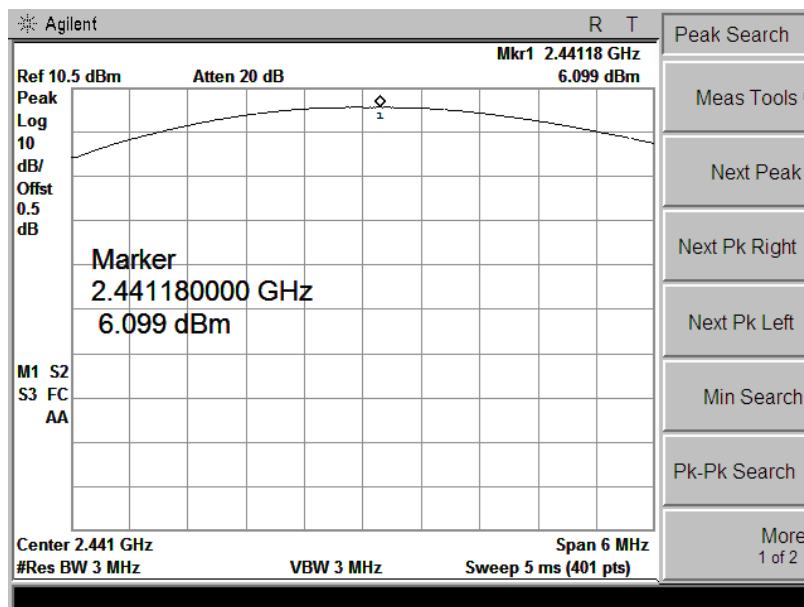 Agilent R T
Mkr1 2.44118 GHz
Ref 10.5 dBm Atten 20 dB 6.099 dBm
Peak
Log
10
dB/
Offst
0.5
dB
1
Marker
2.441180000 GHz
6.099 dBm
M1 S2
S3 FC
AA
Center 2.441 GHz Span 6 MHz
#Res BW 3 MHz VBW 3 MHz Sweep 5 ms (401 pts)
Peak Search
Meas Tools
Next Peak
Next Pk Right
Next Pk Left
Min Search
Pk-Pk Search
More
1 of 2